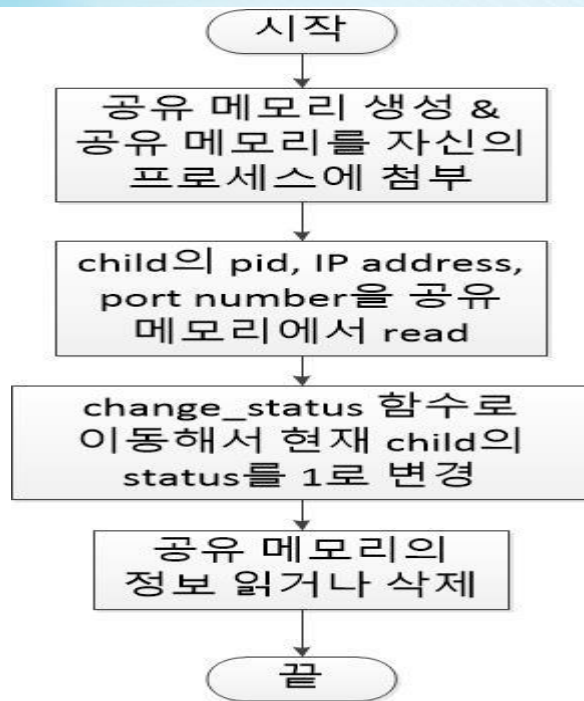 시작
공유 메모리 생성 &
공유 메모리를 자신의
프로세스에 첨부
child의 pid, IP address,
port number을 공유
메모리에서 read
change_status 함수로
이동해서 현재 child의
status를 1로 변경
공유 메모리의
정보 읽거나 삭제
끝